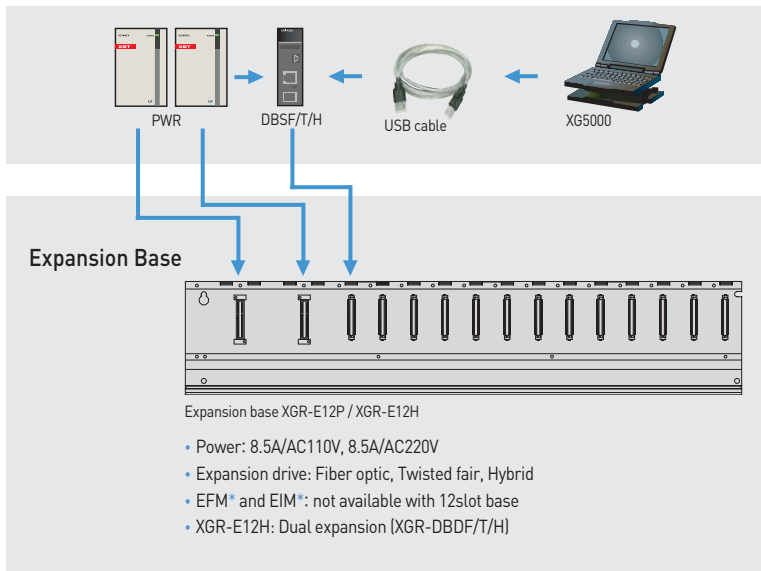 PWR
DBSF/T/H
USB cable
XG5000
Expansion Base
Expansion base XGR-E12P / XGR-E12H
• Power: 8.5A/AC110V, 8.5A/AC220V
• Expansion drive: Fiber optic, Twisted fair, Hybrid
• EFM* and EIM*: not available with 12slot base
• XGR-E12H: Dual expansion (XGR-DBDF/T/H)